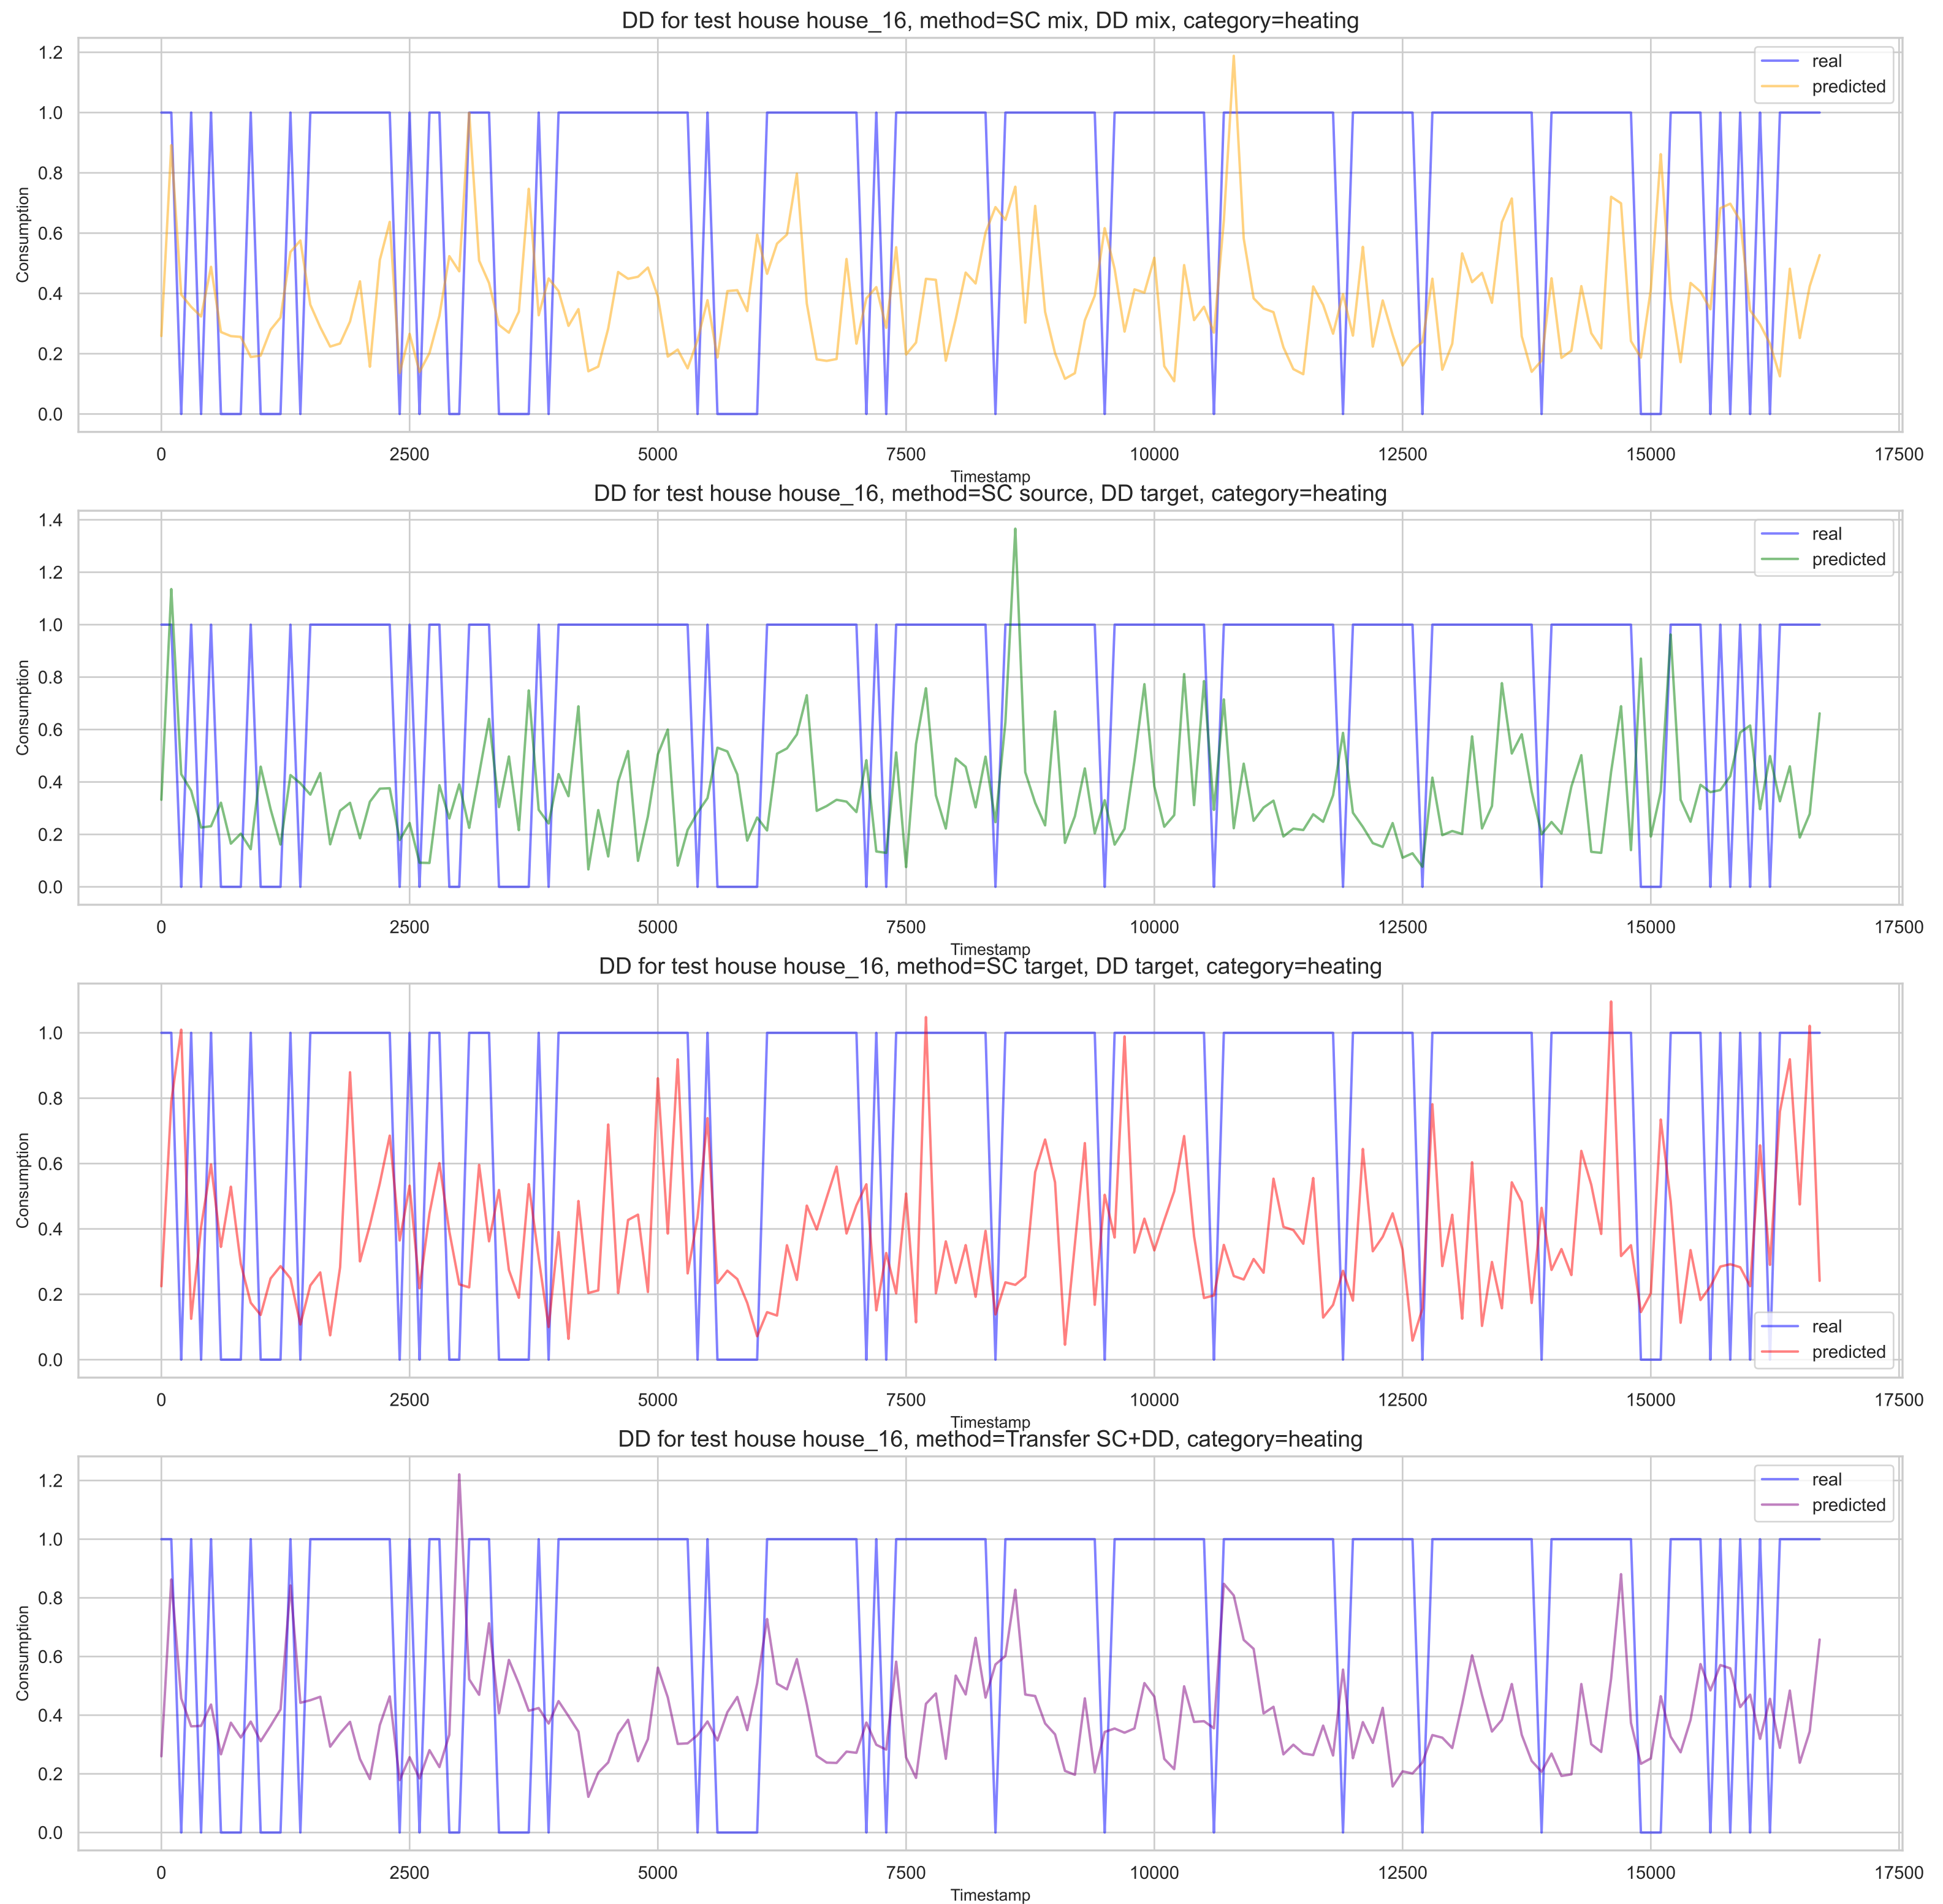 DD for test house house_16, method=SC mix, DD mix, category=heating
1.2
1.0
0.8
0.6
0.4
0.2
0.0
Consumption
real
predicted
0 2500 5000 7500 10000 12500 15000 17500
Timestamp
DD for test house house_16, method=SC source, DD target, category=heating
1.4
1.2
1.0
0.8
0.6
0.4
0.2
0.0
Consumption
real
predicted
0 2500 5000 7500 10000 12500 15000 17500
Timestamp
DD for test house house_16, method=SC target, DD target, category=heating
1.0
0.8
0.6
0.4
0.2
0.0
Consumption
real
predicted
0 2500 5000 7500 10000 12500 15000 17500
Timestamp
DD for test house house_16, method=Transfer SC+DD, category=heating
1.2
1.0
0.8
0.6
0.4
0.2
0.0
Consumption
real
predicted
0 2500 5000 7500 10000 12500 15000 17500
Timestamp